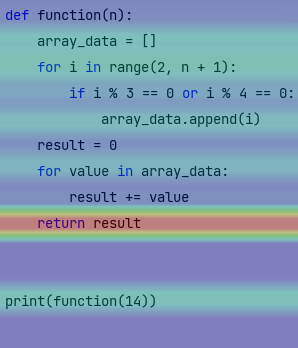 def function(n):
    array_data = []
    for i in range(2, n + 1):
        if i % 3 == 0 or i % 4 == 0:
            array_data.append(i)
    result = 0
    for value in array_data:
        result += value
    return result
print(function(14))